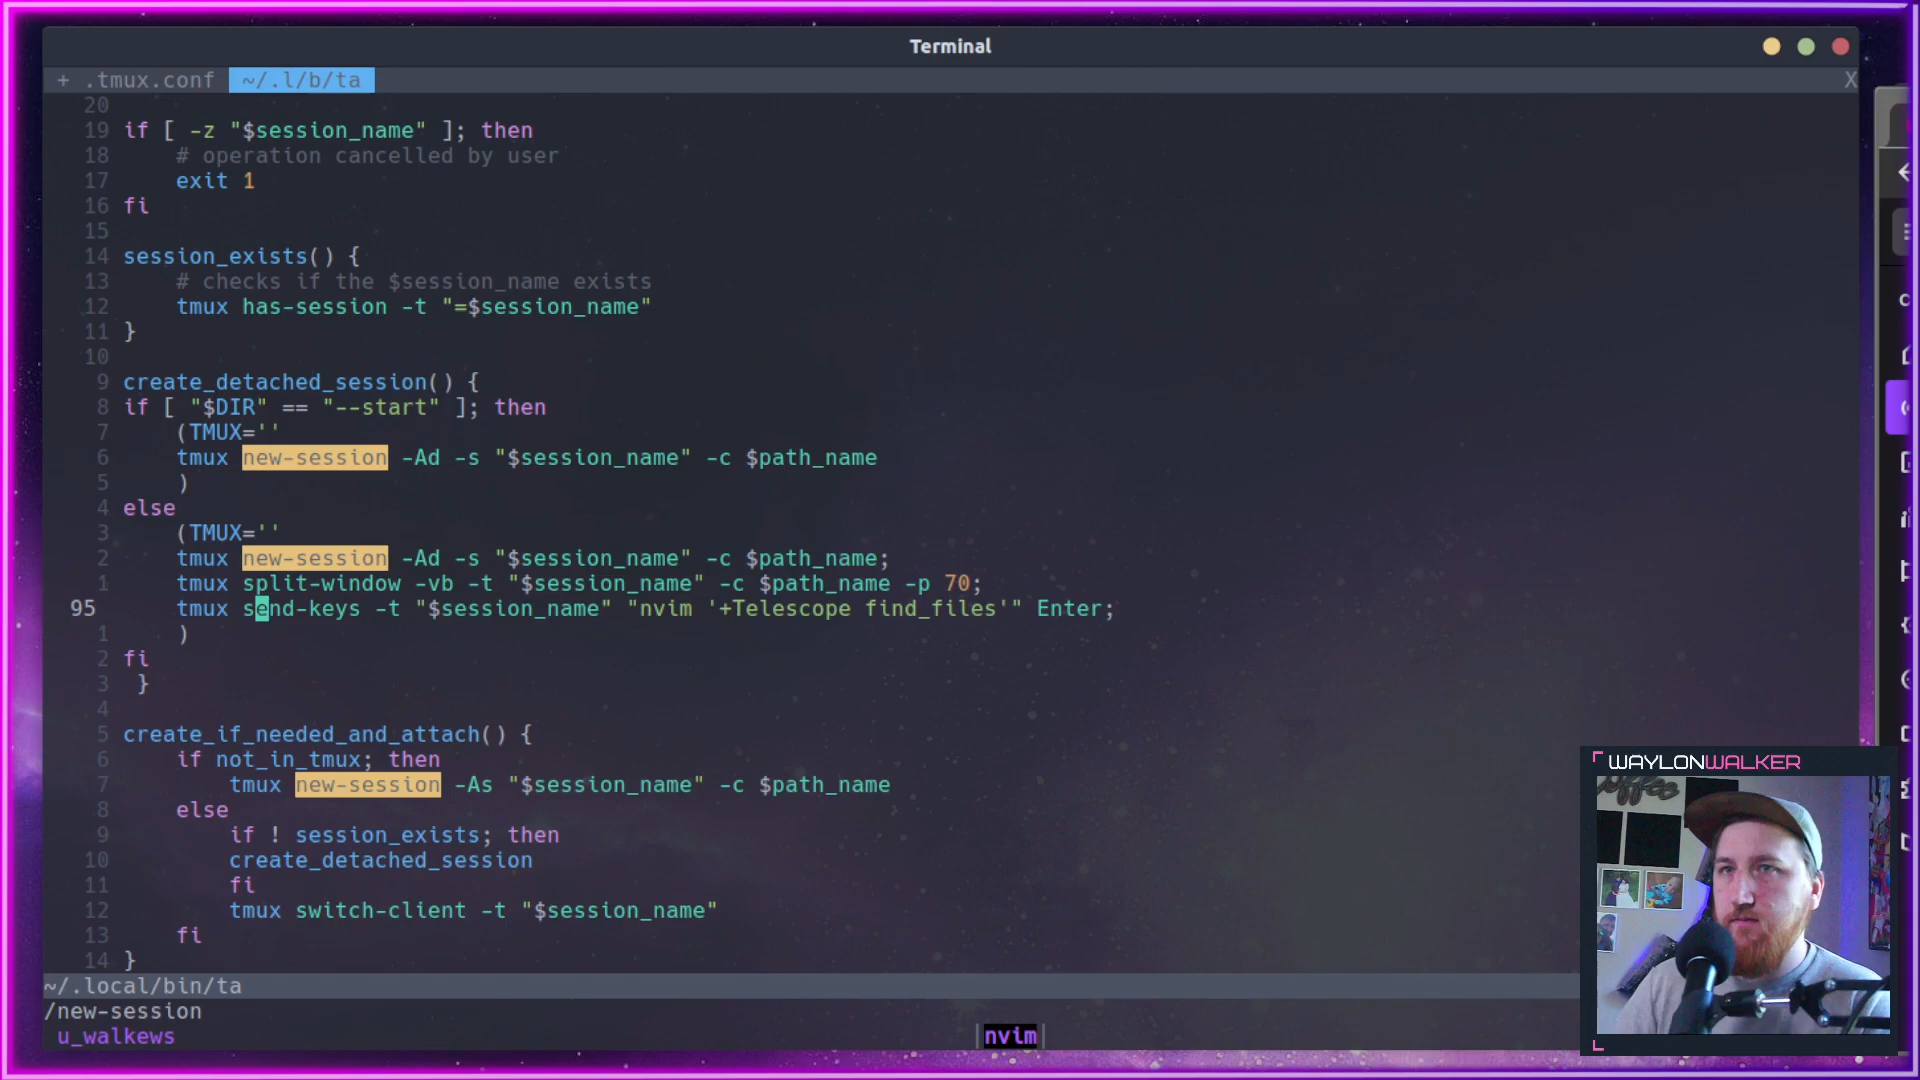 Terminal
+ .tmux.conf ~/.l/b/ta X
20
19 if [ -z "$session_name" ]; then
18 # operation cancelled by user
17 exit 1
16 fi
15
14 session_exists() {
13 # checks if the $session_name exists
12 tmux has-session -t "=$session_name"
11 }
10
9 create_detached_session() {
8 if [ "$DIR" == "--start" ]; then
7 (TMUX=''
6 tmux new-session -Ad -s "$session_name" -c $path_name
5 )
4 else
3 (TMUX=''
2 tmux new-session -Ad -s "$session_name" -c $path_name;
1 tmux split-window -vb -t "$session_name" -c $path_name -p 70;
95 tmux send-keys -t "$session_name" "nvim '+Telescope find_files'" Enter;
1 )
2 fi
3 }
4
5 create_if_needed_and_attach() {
6 if not_in_tmux; then
7 tmux new-session -As "$session_name" -c $path_name
8 else
9 if ! session_exists; then
10 create_detached_session
11 fi
12 tmux switch-client -t "$session_name"
13 fi
14 }
~/.local/bin/ta
/new-session
u_walkews |nvim|
WAYLONWALKER
coffee